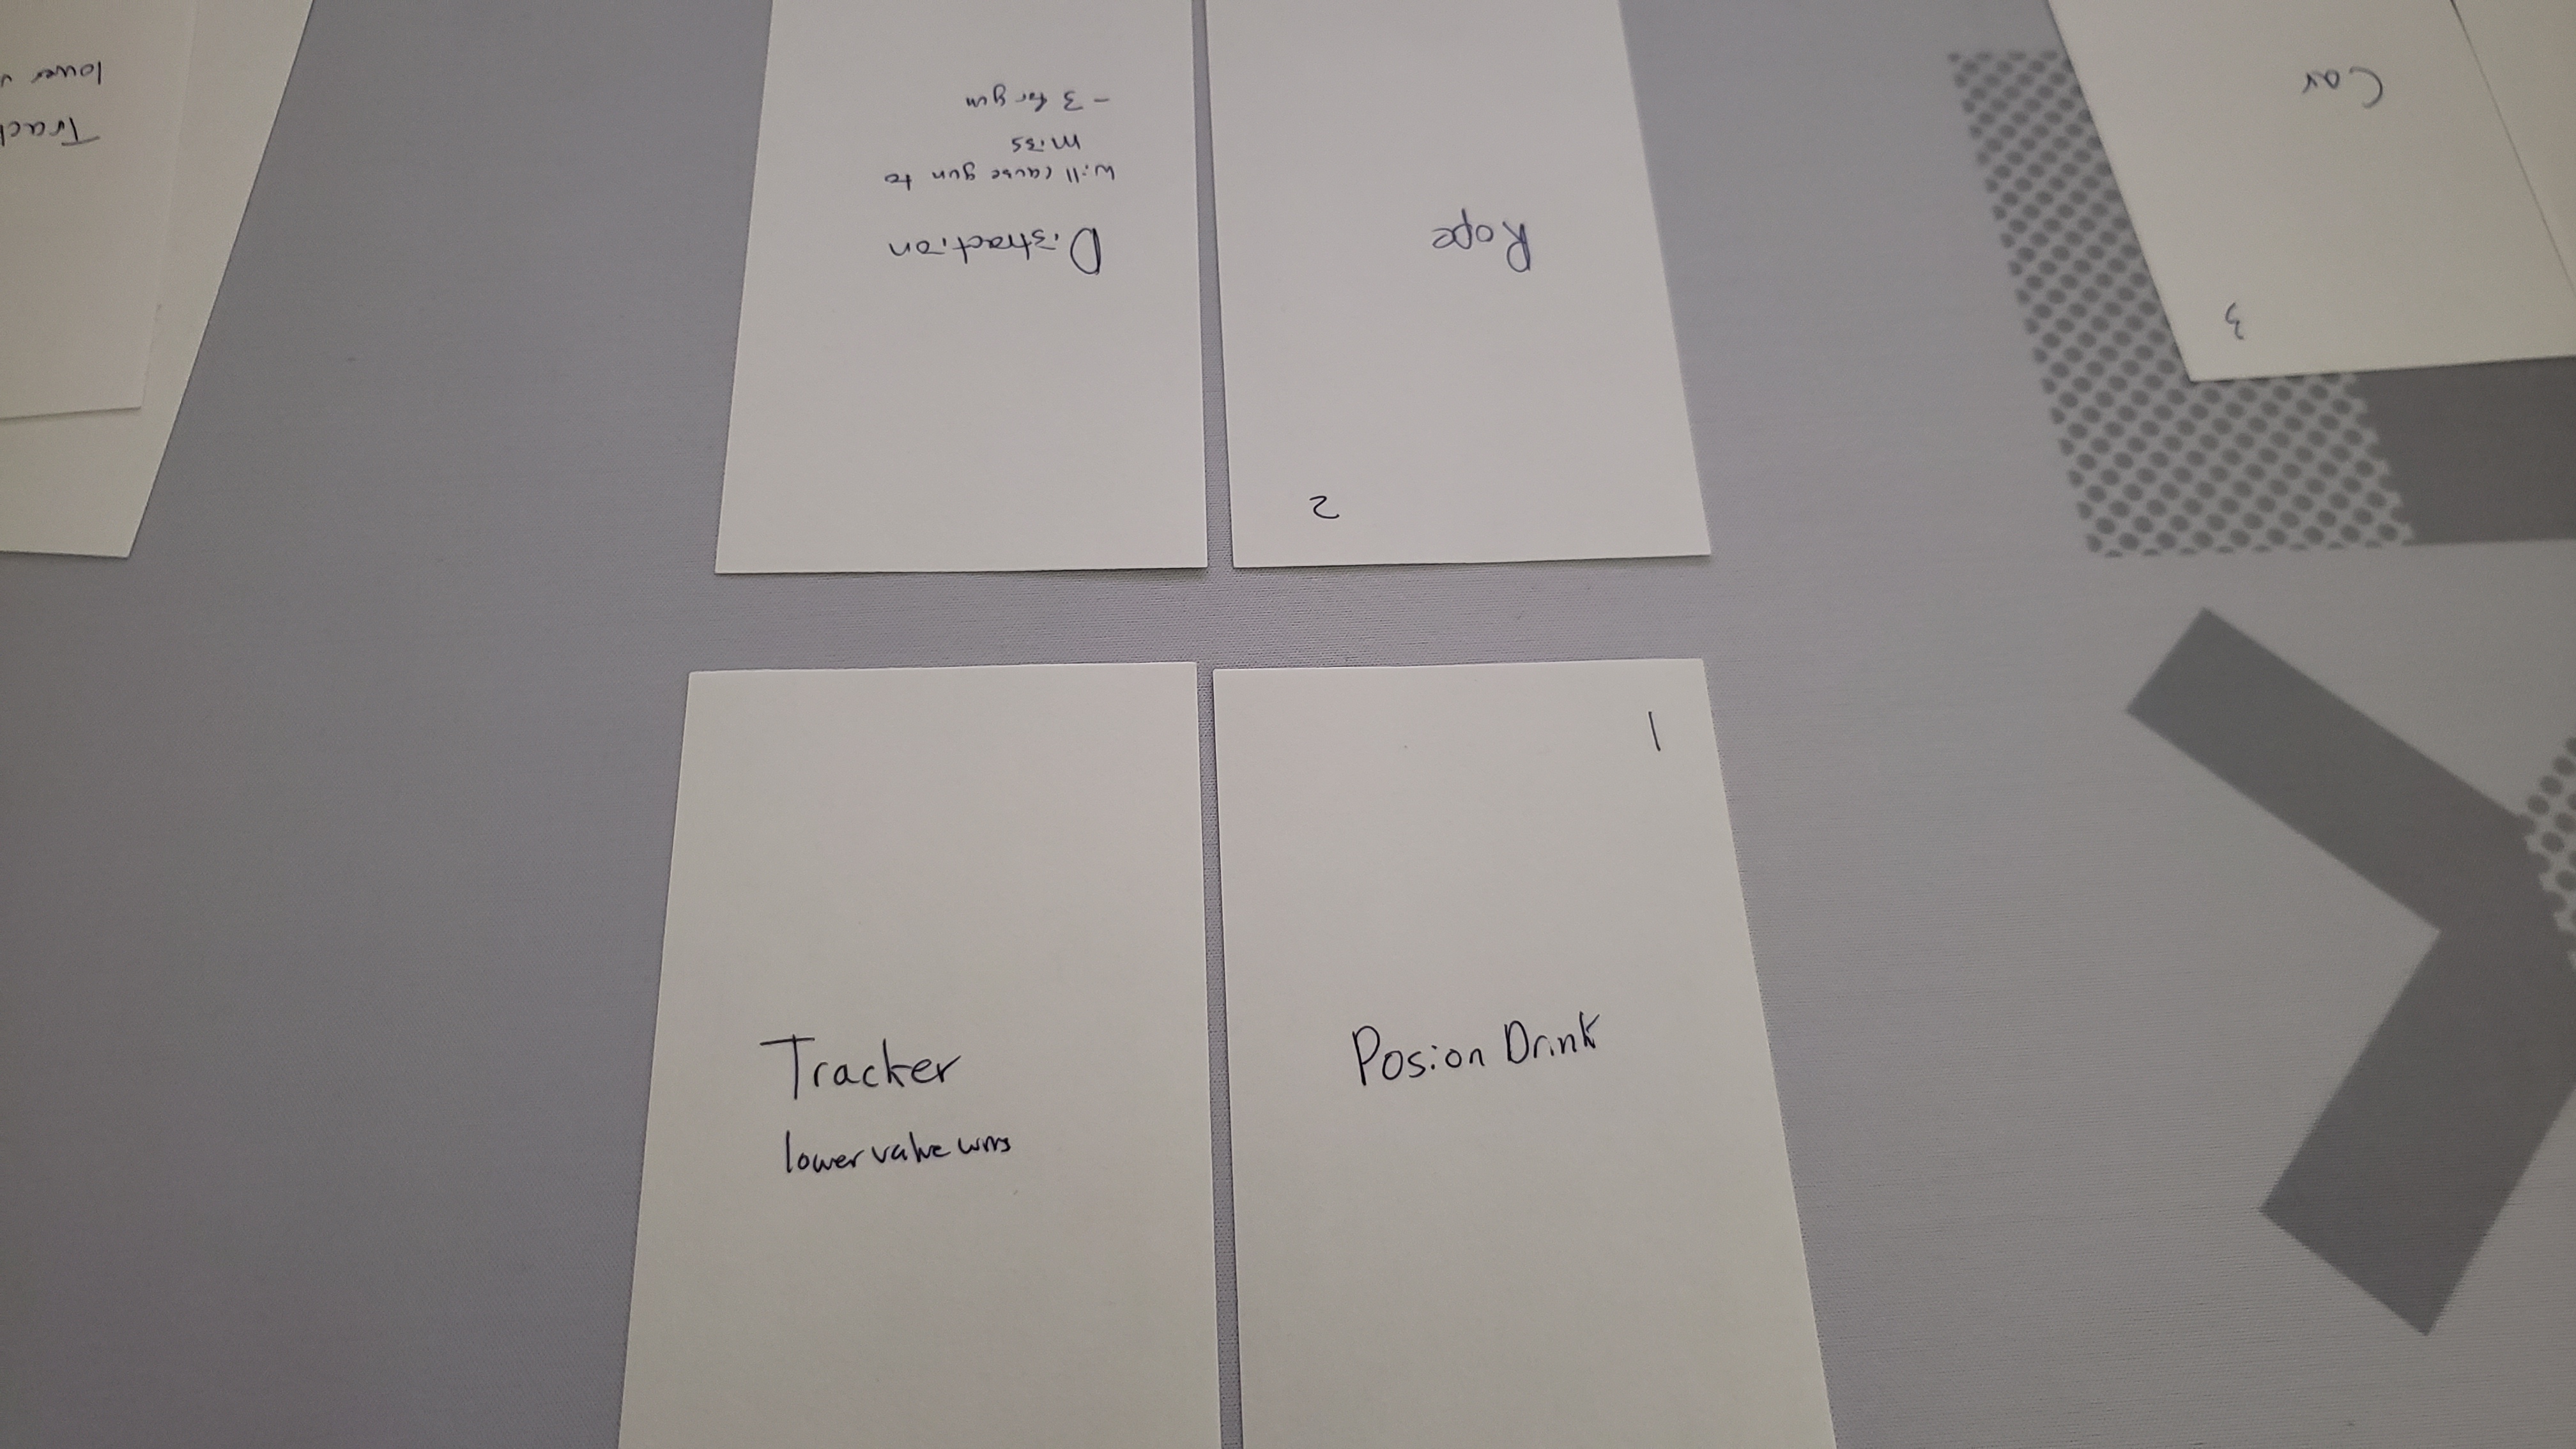 Tracker
lower value wins
1
Posion Drink
Distraction
will cause gun to
miss
- 3 for gun
2
Rope
3
Car
lower